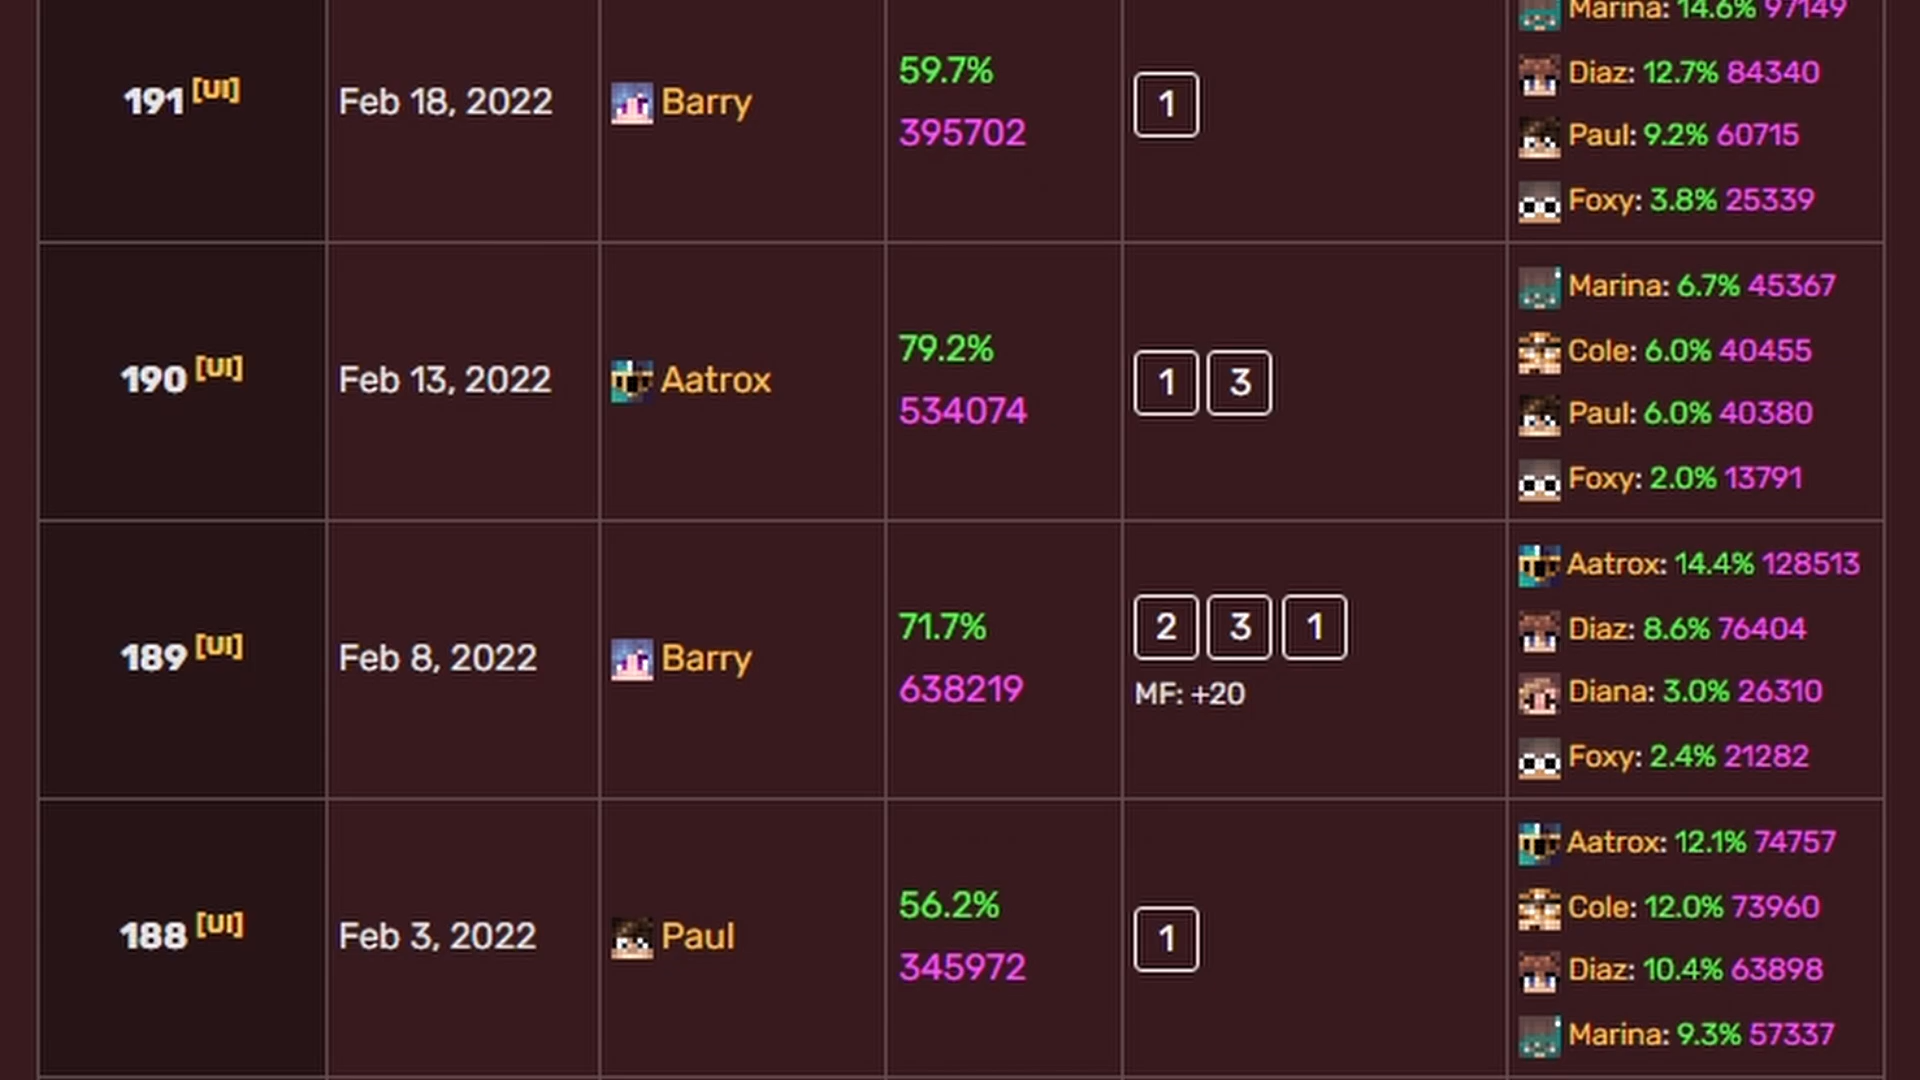 191 [UI]
Feb 18, 2022
Barry
59.7%
395702
1
Marina: 14.6% 97149
Diaz: 12.7% 84340
Paul: 9.2% 60715
Foxy: 3.8% 25339
190 [UI]
Feb 13, 2022
Aatrox
79.2%
534074
1 3
Marina: 6.7% 45367
Cole: 6.0% 40455
Paul: 6.0% 40380
Foxy: 2.0% 13791
189 [UI]
Feb 8, 2022
Barry
71.7%
638219
2 3 1
MF: +20
Aatrox: 14.4% 128513
Diaz: 8.6% 76404
Diana: 3.0% 26310
Foxy: 2.4% 21282
188 [UI]
Feb 3, 2022
Paul
56.2%
345972
1
Aatrox: 12.1% 74757
Cole: 12.0% 73960
Diaz: 10.4% 63898
Marina: 9.3% 57337